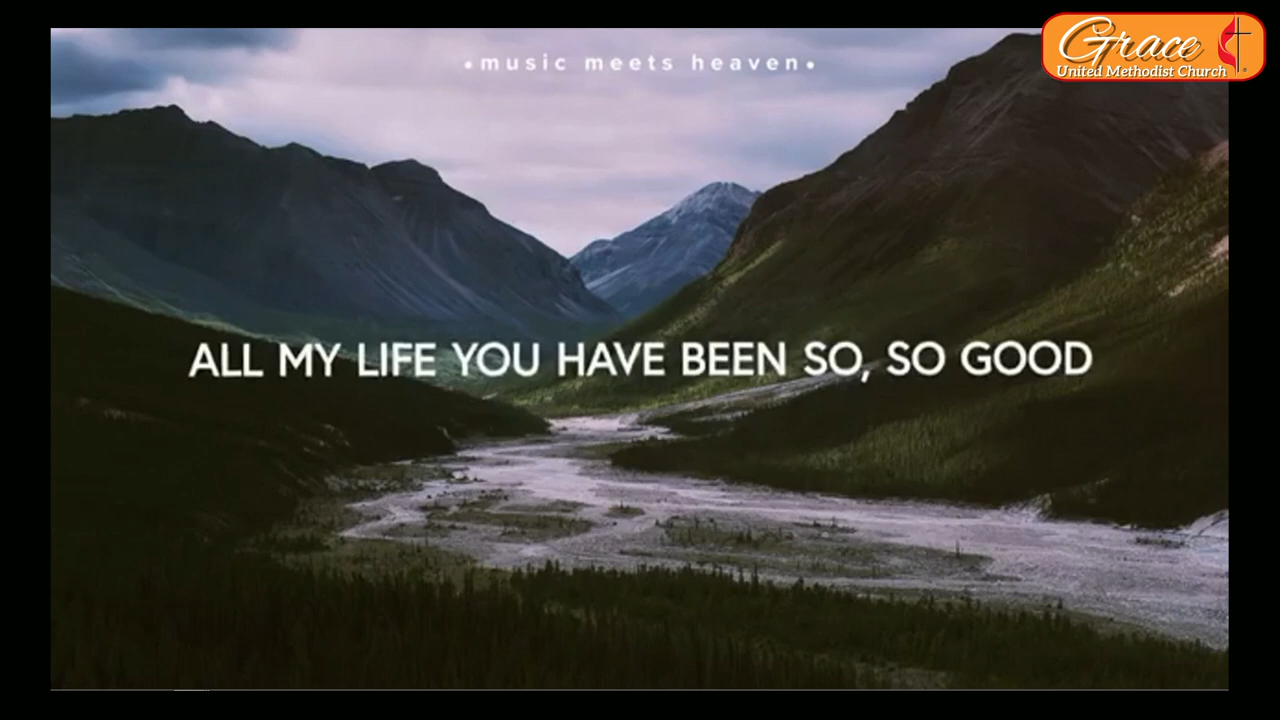 Grace
United Methodist Church
•music meets heaven•
ALL MY LIFE YOU HAVE BEEN SO, SO GOOD